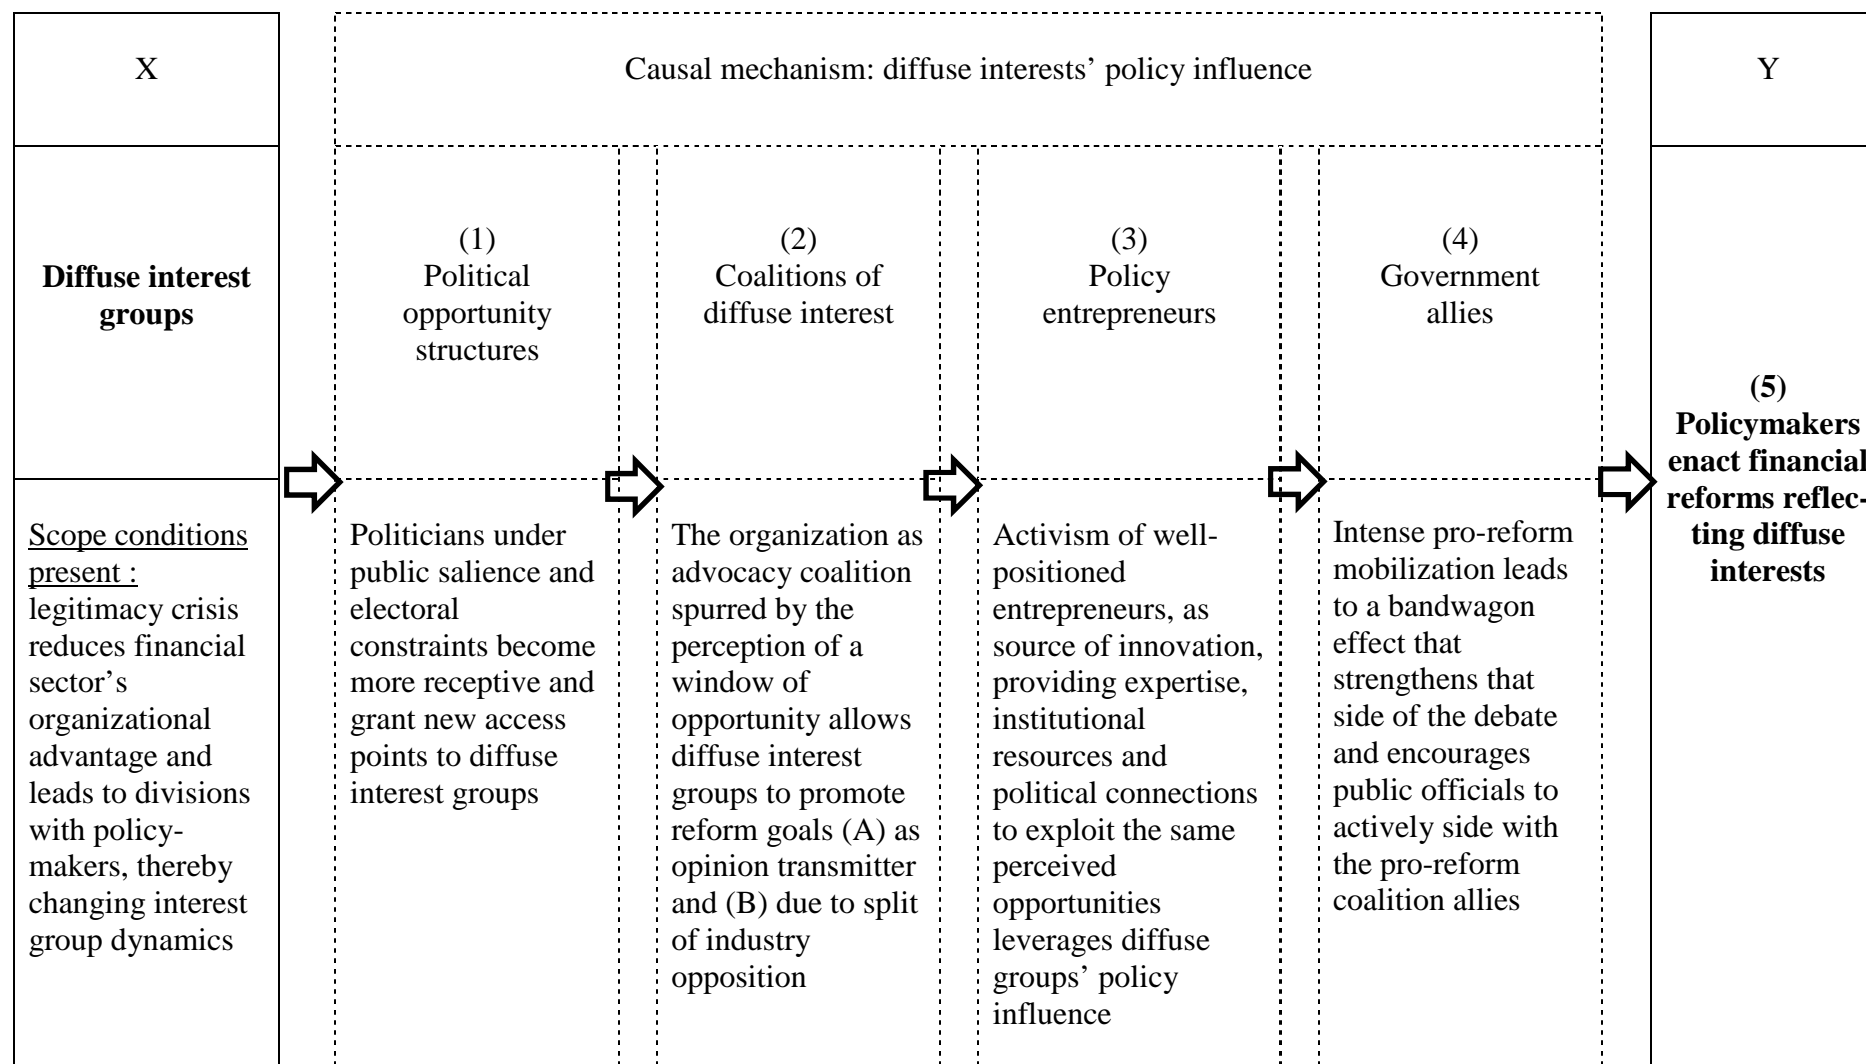 X
Causal mechanism: diffuse interests’ policy influence
Y
Diffuse interest
groups
(1)
Political
opportunity
structures
(2)
Coalitions of
diffuse interest
(3)
Policy
entrepreneurs
(4)
Government
allies
(5)
Policymakers
enact financial
reforms reflec-
ting diffuse
interests
Scope conditions
present :
legitimacy crisis
reduces financial
sector’s
organizational
advantage and
leads to divisions
with policy-
makers, thereby
changing interest
group dynamics
Politicians under
public salience and
electoral
constraints become
more receptive and
grant new access
points to diffuse
interest groups
The organization as
advocacy coalition
spurred by the
perception of a
window of
opportunity allows
diffuse interest
groups to promote
reform goals (A) as
opinion transmitter
and (B) due to split
of industry
opposition
Activism of well-
positioned
entrepreneurs, as
source of innovation,
providing expertise,
institutional
resources and
political connections
to exploit the same
perceived
opportunities
leverages diffuse
groups’ policy
influence
Intense pro-reform
mobilization leads
to a bandwagon
effect that
strengthens that
side of the debate
and encourages
public officials to
actively side with
the pro-reform
coalition allies